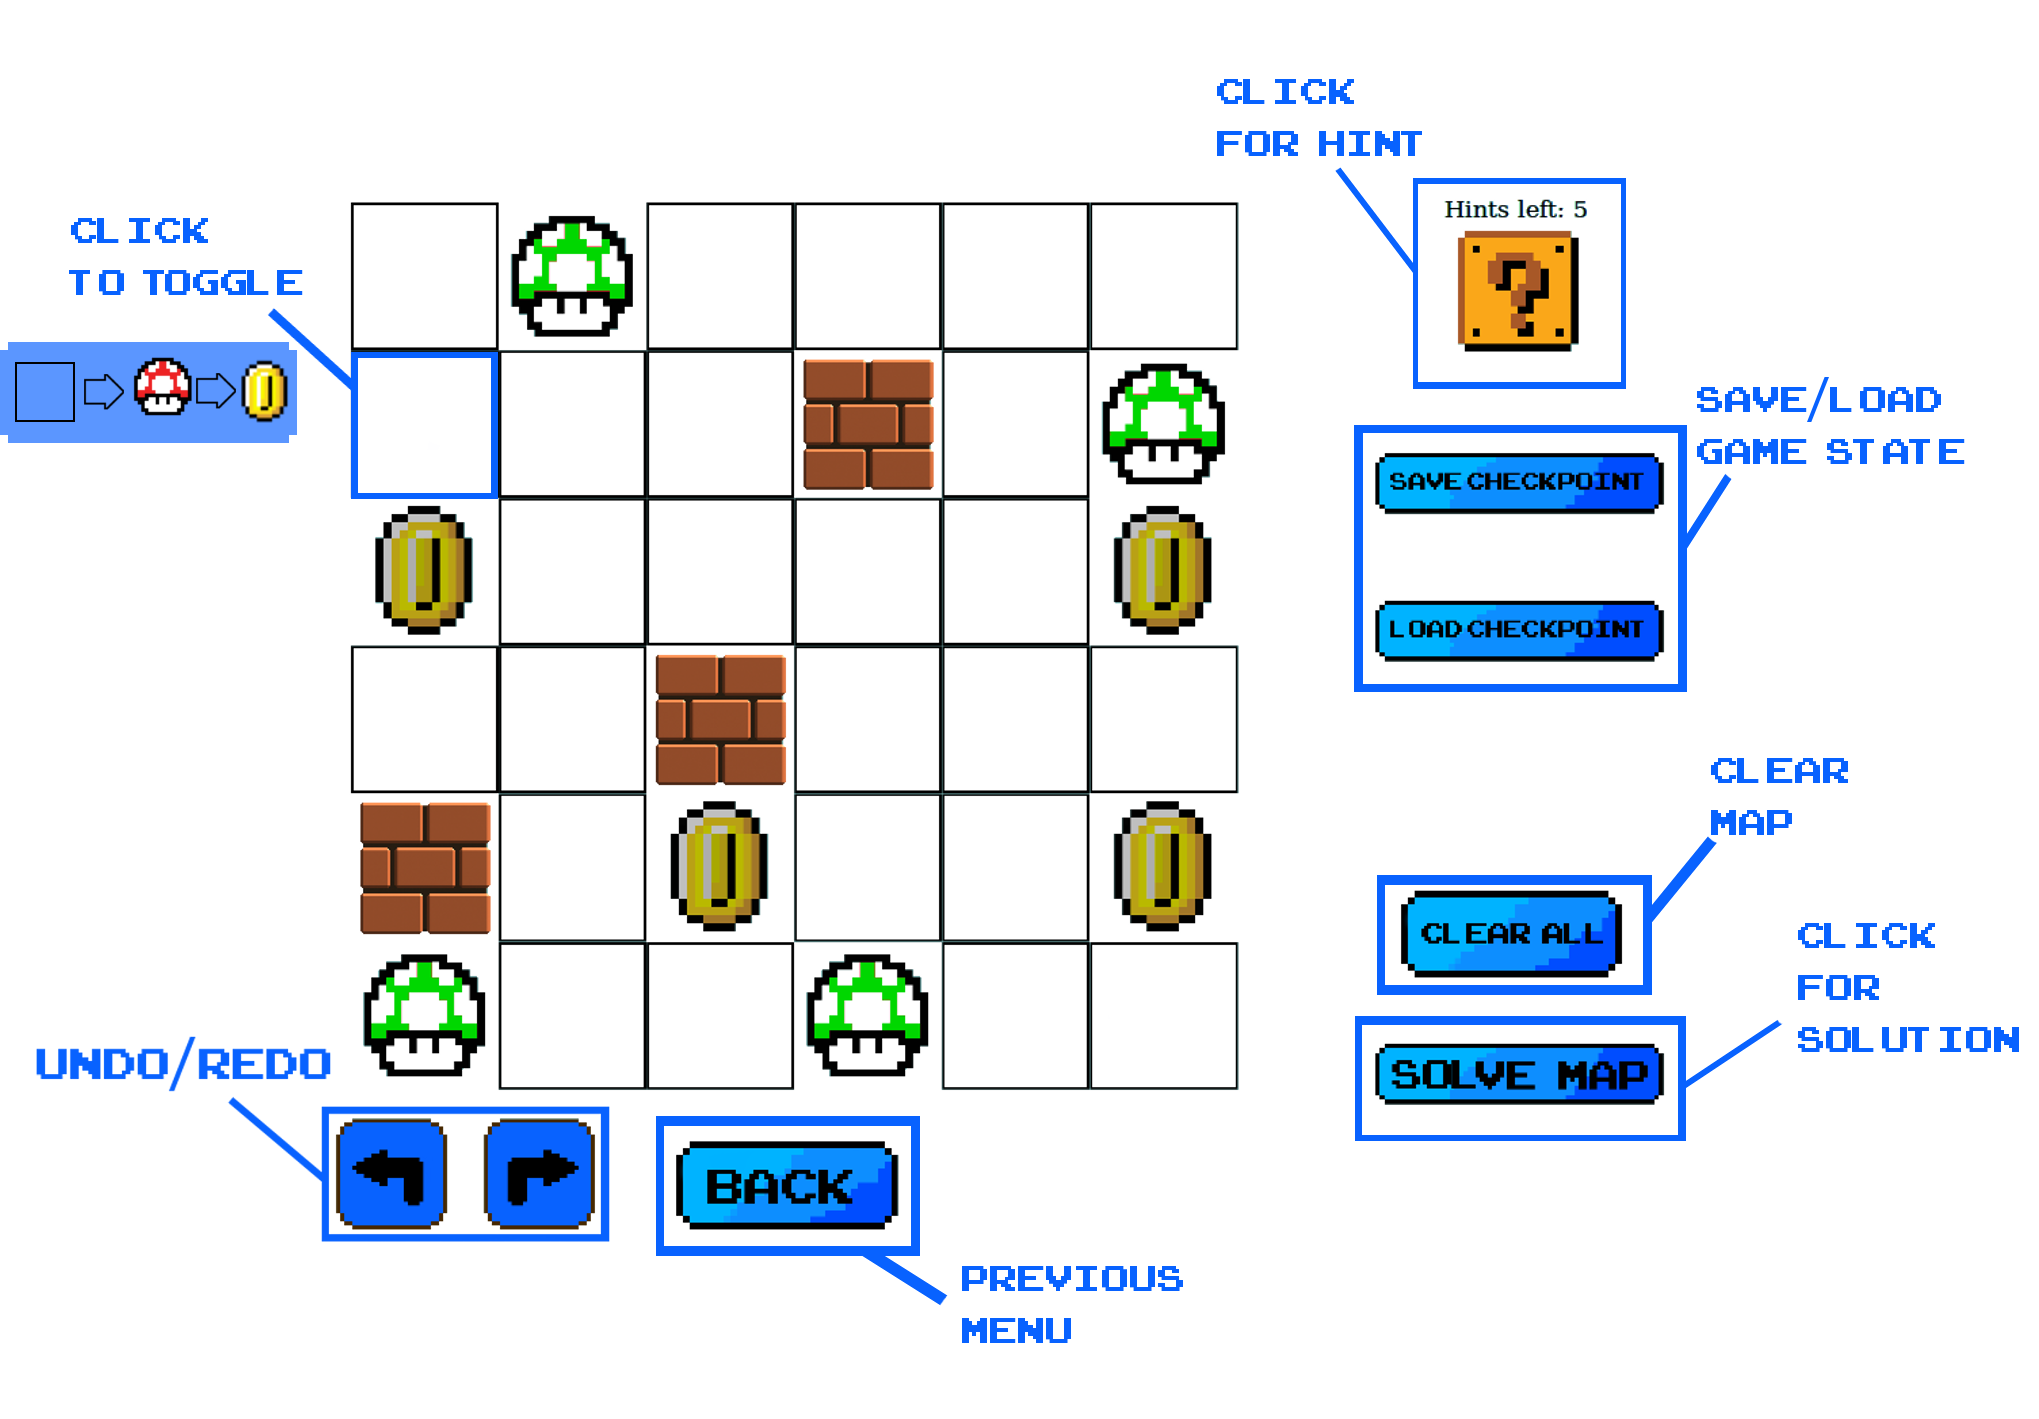 CLICK
FOR HINT
Hints left: 5
CLICK
TO TOGGLE
SAVE/LOAD
GAME STATE
SAVE CHECKPOINT
LOAD CHECKPOINT
CLEAR
MAP
CLEAR ALL
CLICK
FOR
SOLUTION
SOLVE MAP
UNDO/REDO
BACK
PREVIOUS
MENU